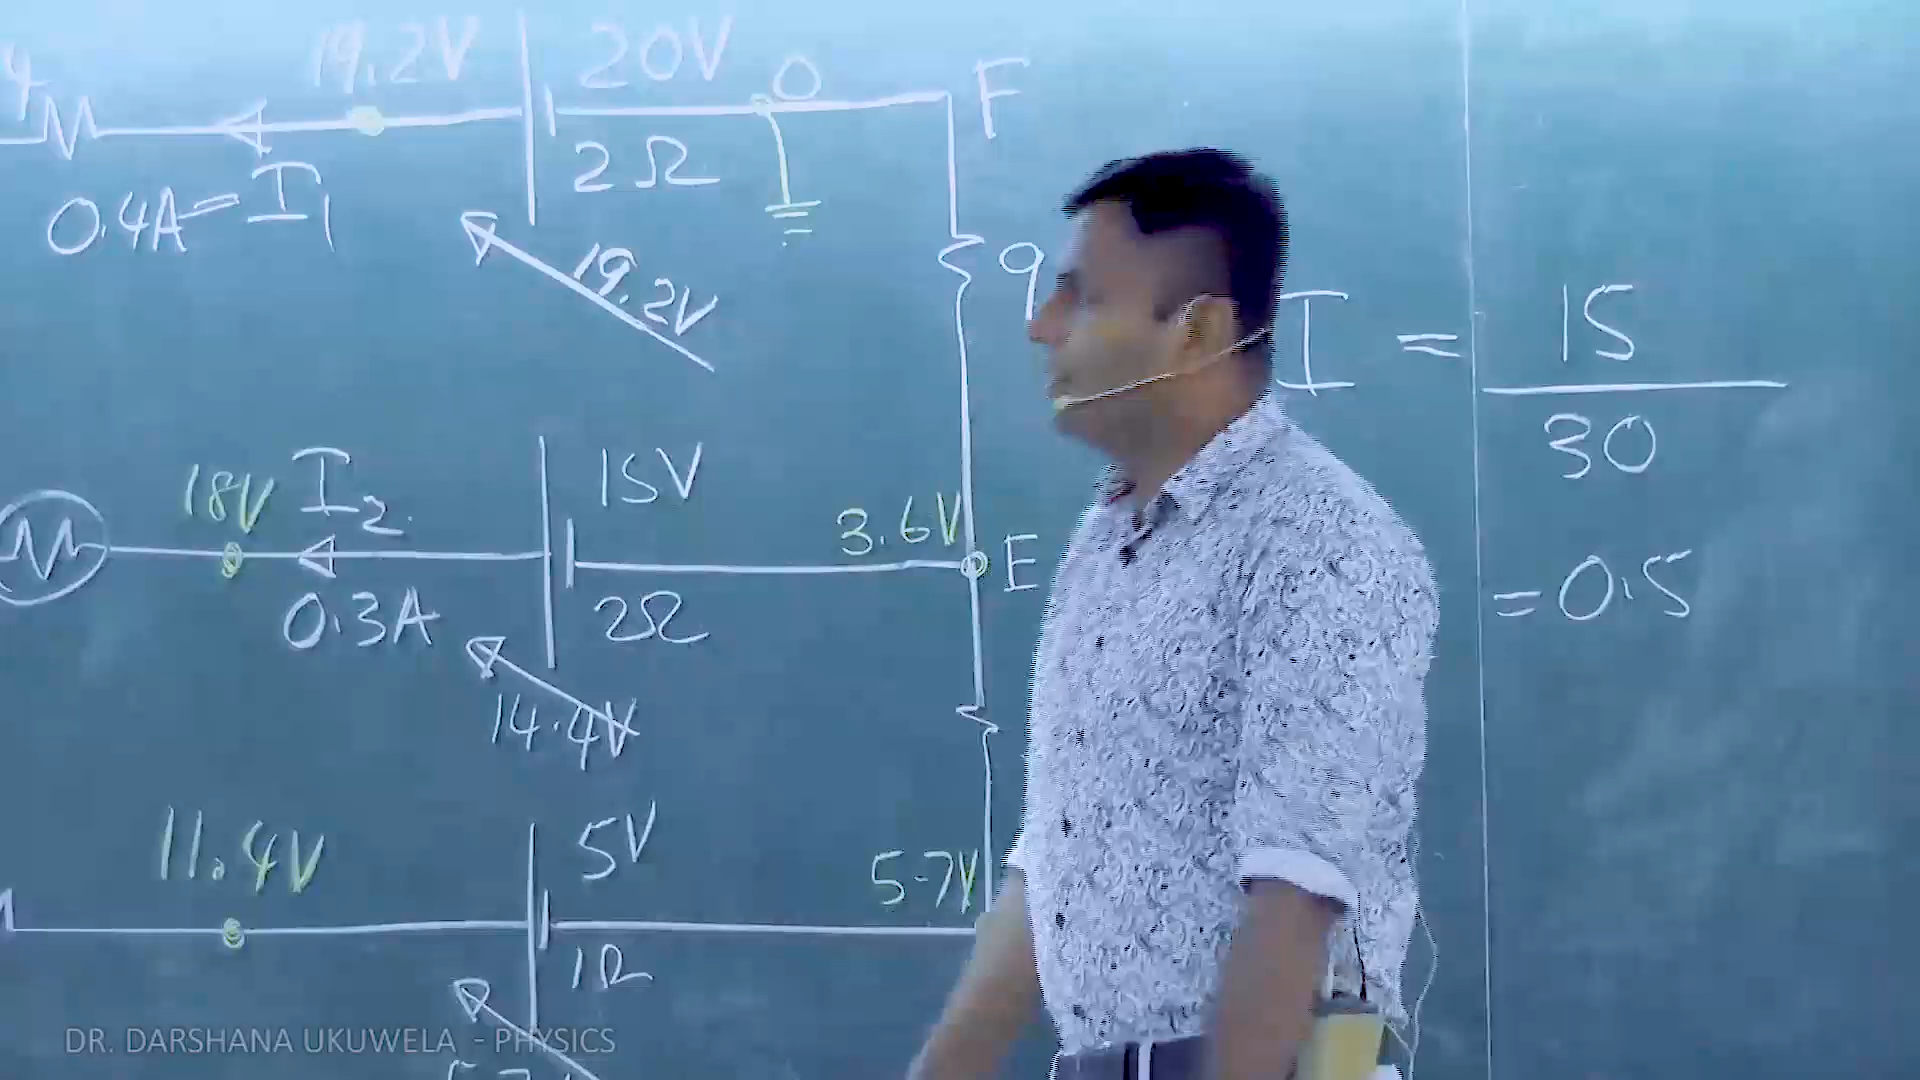 19.2V 20V O F
2Ω
0.4A = I₁
19.2V
9
I = 15
30
18V I₂ 15V 3.6V E
0.3A 2Ω = 0.5
14.4V
11.4V 5V 5.7V
1Ω
DR. DARSHANA UKUWELA - PHYSICS